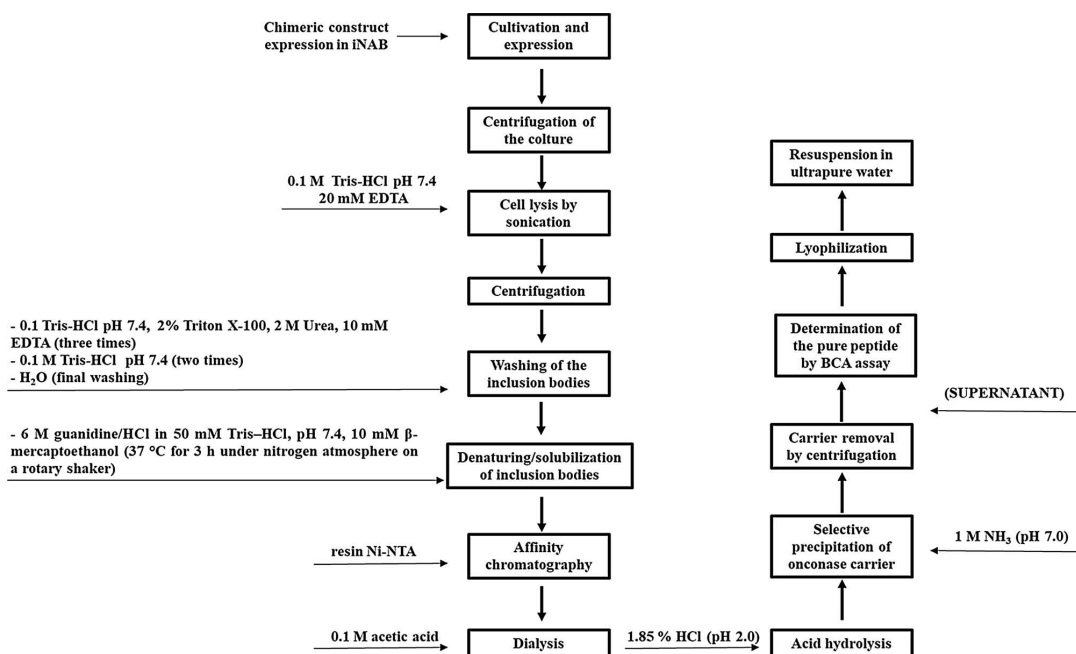 Chimeric construct
expression in iNAB
Cultivation and
expression
Centrifugation of
the colture
0.1 M Tris-HCl pH 7.4
20 mM EDTA
Cell lysis by
sonication
Centrifugation
- 0.1 Tris-HCl pH 7.4, 2% Triton X-100, 2 M Urea, 10 mM
EDTA (three times)
- 0.1 M Tris-HCl pH 7.4 (two times)
- H₂O (final washing)
Washing of the
inclusion bodies
- 6 M guanidine/HCl in 50 mM Tris–HCl, pH 7.4, 10 mM β-
mercaptoethanol (37 °C for 3 h under nitrogen atmosphere on
a rotary shaker)
Denaturing/solubilization
of inclusion bodies
resin Ni-NTA
Affinity
chromatography
0.1 M acetic acid
Dialysis
1.85 % HCl (pH 2.0)
Acid hydrolysis
1 M NH₃ (pH 7.0)
Selective
precipitation of
onconase carrier
Carrier removal
by centrifugation
(SUPERNATANT)
Determination of
the pure peptide
by BCA assay
Lyophilization
Resuspension in
ultrapure water